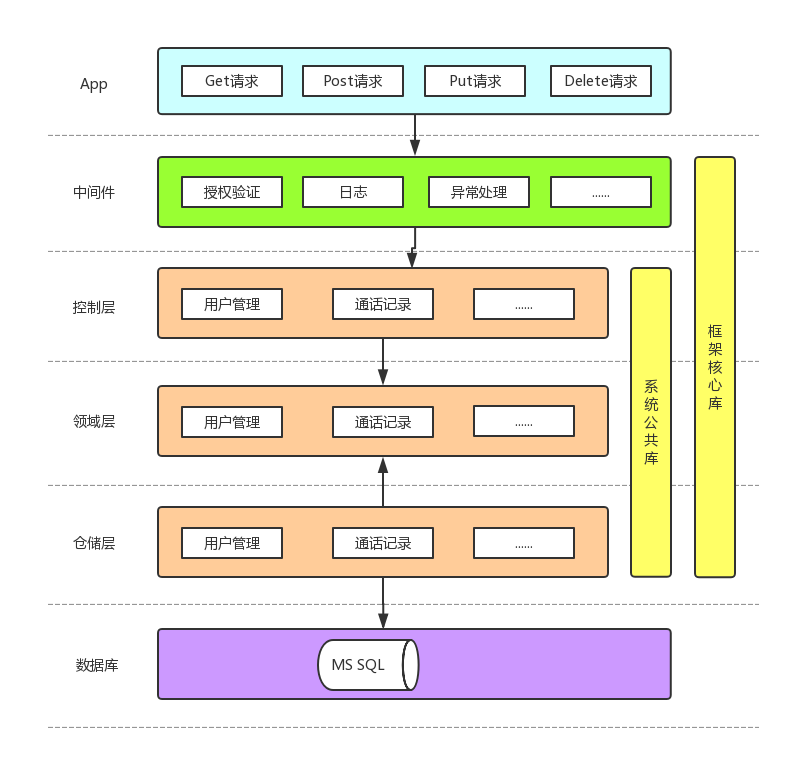 App
Get请求
Post请求
Put请求
Delete请求
中间件
授权验证
日志
异常处理
......
控制层
用户管理
通话记录
......
领域层
用户管理
通话记录
......
仓储层
用户管理
通话记录
......
系统公共库
框架核心库
数据库
MS SQL